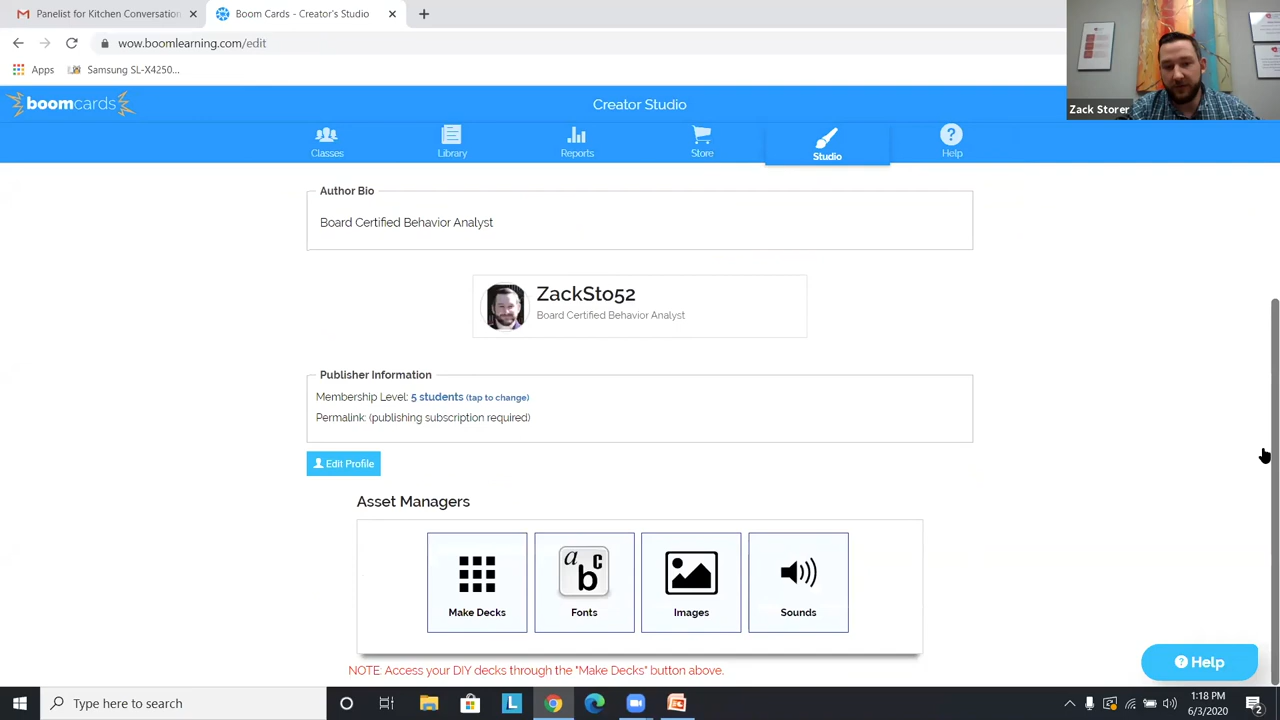 Panelist for Kitchen Conversation
Boom Cards - Creator's Studio
wow.boomlearning.com/edit
Apps
Samsung SL-X4250...
Zack Storer
boomcards
Creator Studio
Classes
Library
Reports
Store
Studio
Help
Author Bio
Board Certified Behavior Analyst
ZackSto52
Board Certified Behavior Analyst
Publisher Information
Membership Level: 5 students (tap to change)
Permalink: (publishing subscription required)
Edit Profile
Asset Managers
a b c
Make Decks
Fonts
Images
Sounds
NOTE: Access your DIY decks through the "Make Decks" button above.
Help
Type here to search
L
1:18 PM
6/3/2020
2